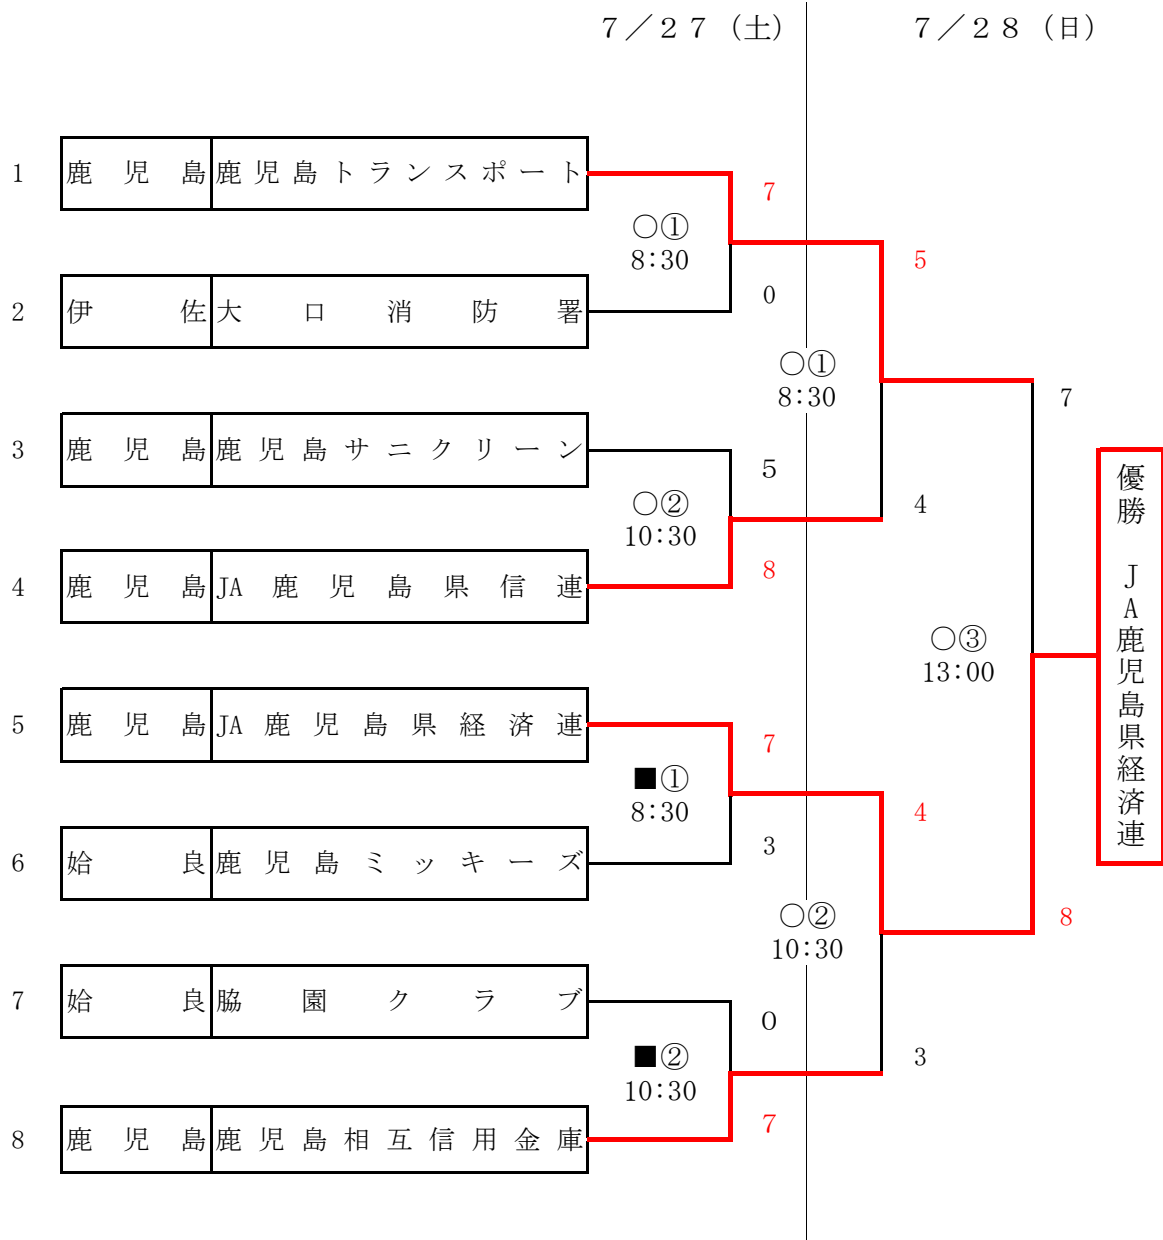 7／27（土）
7／28（日）
1 鹿児島 鹿児島トランスポート
7
○①
8:30
5
2 伊佐 大口消防署
0
○①
8:30
7
3 鹿児島 鹿児島サニクリーン
5
○②
10:30
4
4 鹿児島 JA鹿児島県信連
8
○③
13:00
優勝 JA鹿児島県経済連
5 鹿児島 JA鹿児島県経済連
7
■①
8:30
4
6 姶良 鹿児島ミッキーズ
3
○②
10:30
8
7 姶良 脇園クラブ
0
■②
10:30
3
8 鹿児島 鹿児島相互信用金庫
7